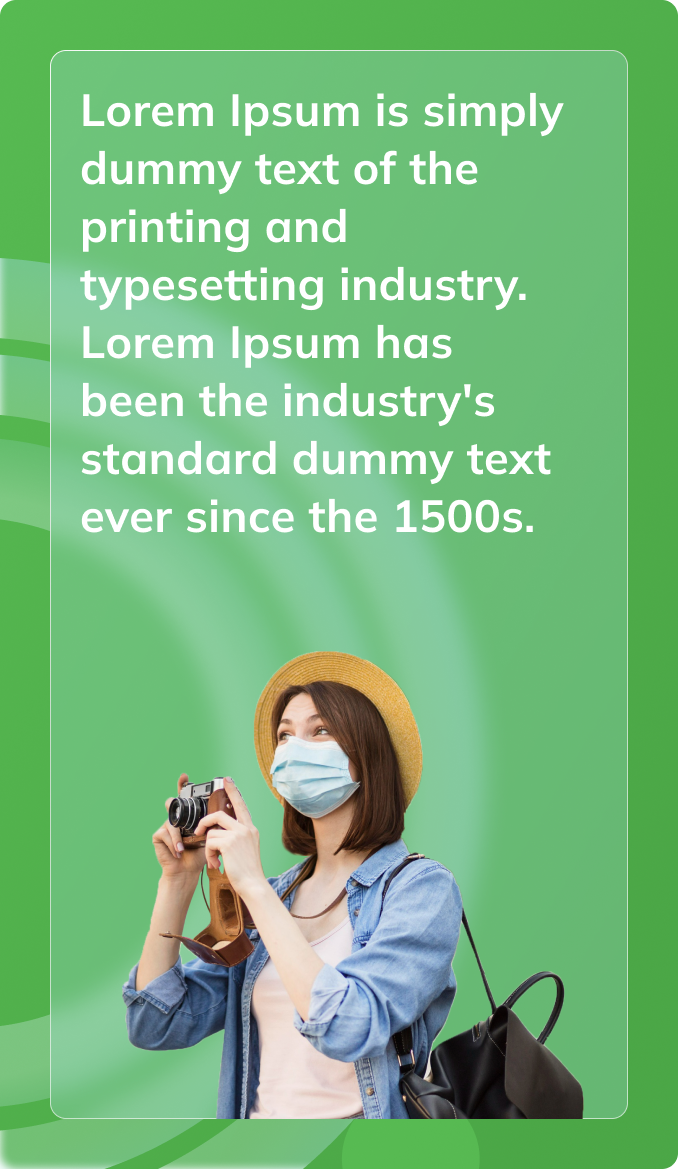 Lorem Ipsum is simply
dummy text of the
printing and
typesetting industry.
Lorem Ipsum has
been the industry's
standard dummy text
ever since the 1500s.